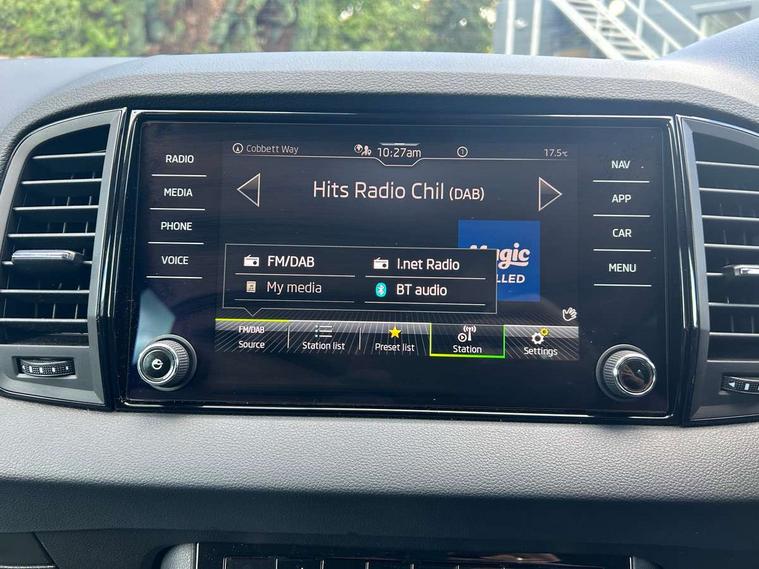 RADIO
MEDIA
PHONE
VOICE
Cobbett Way
10:27am
17.5°C
Hits Radio Chil (DAB)
FM/DAB
I.net Radio
My media
BT audio
FM/DAB
Source
Station list
Preset list
Station
Settings
NAV
APP
CAR
MENU